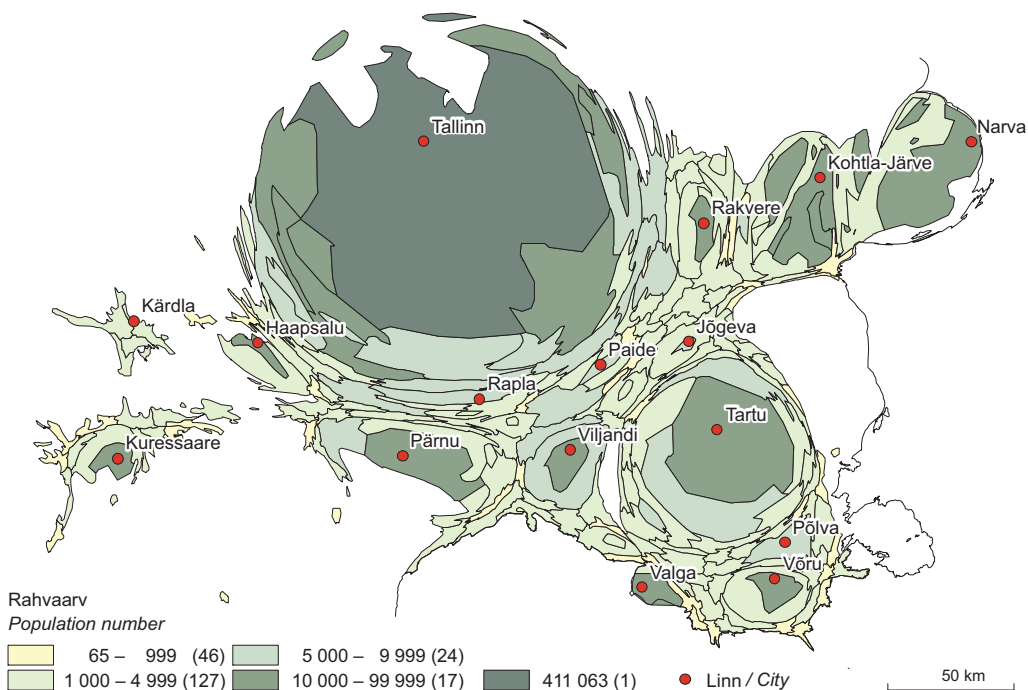 Tallinn
Narva
Kohtla-Järve
Rakvere
Kärdla
Haapsalu
Jõgeva
Paide
Rapla
Tartu
Kuressaare
Pärnu
Viljandi
Põlva
Võru
Valga
Rahvaarv
Population number
65 – 999 (46)
5 000 – 9 999 (24)
1 000 – 4 999 (127)
10 000 – 99 999 (17)
411 063 (1)
Linn / City
50 km